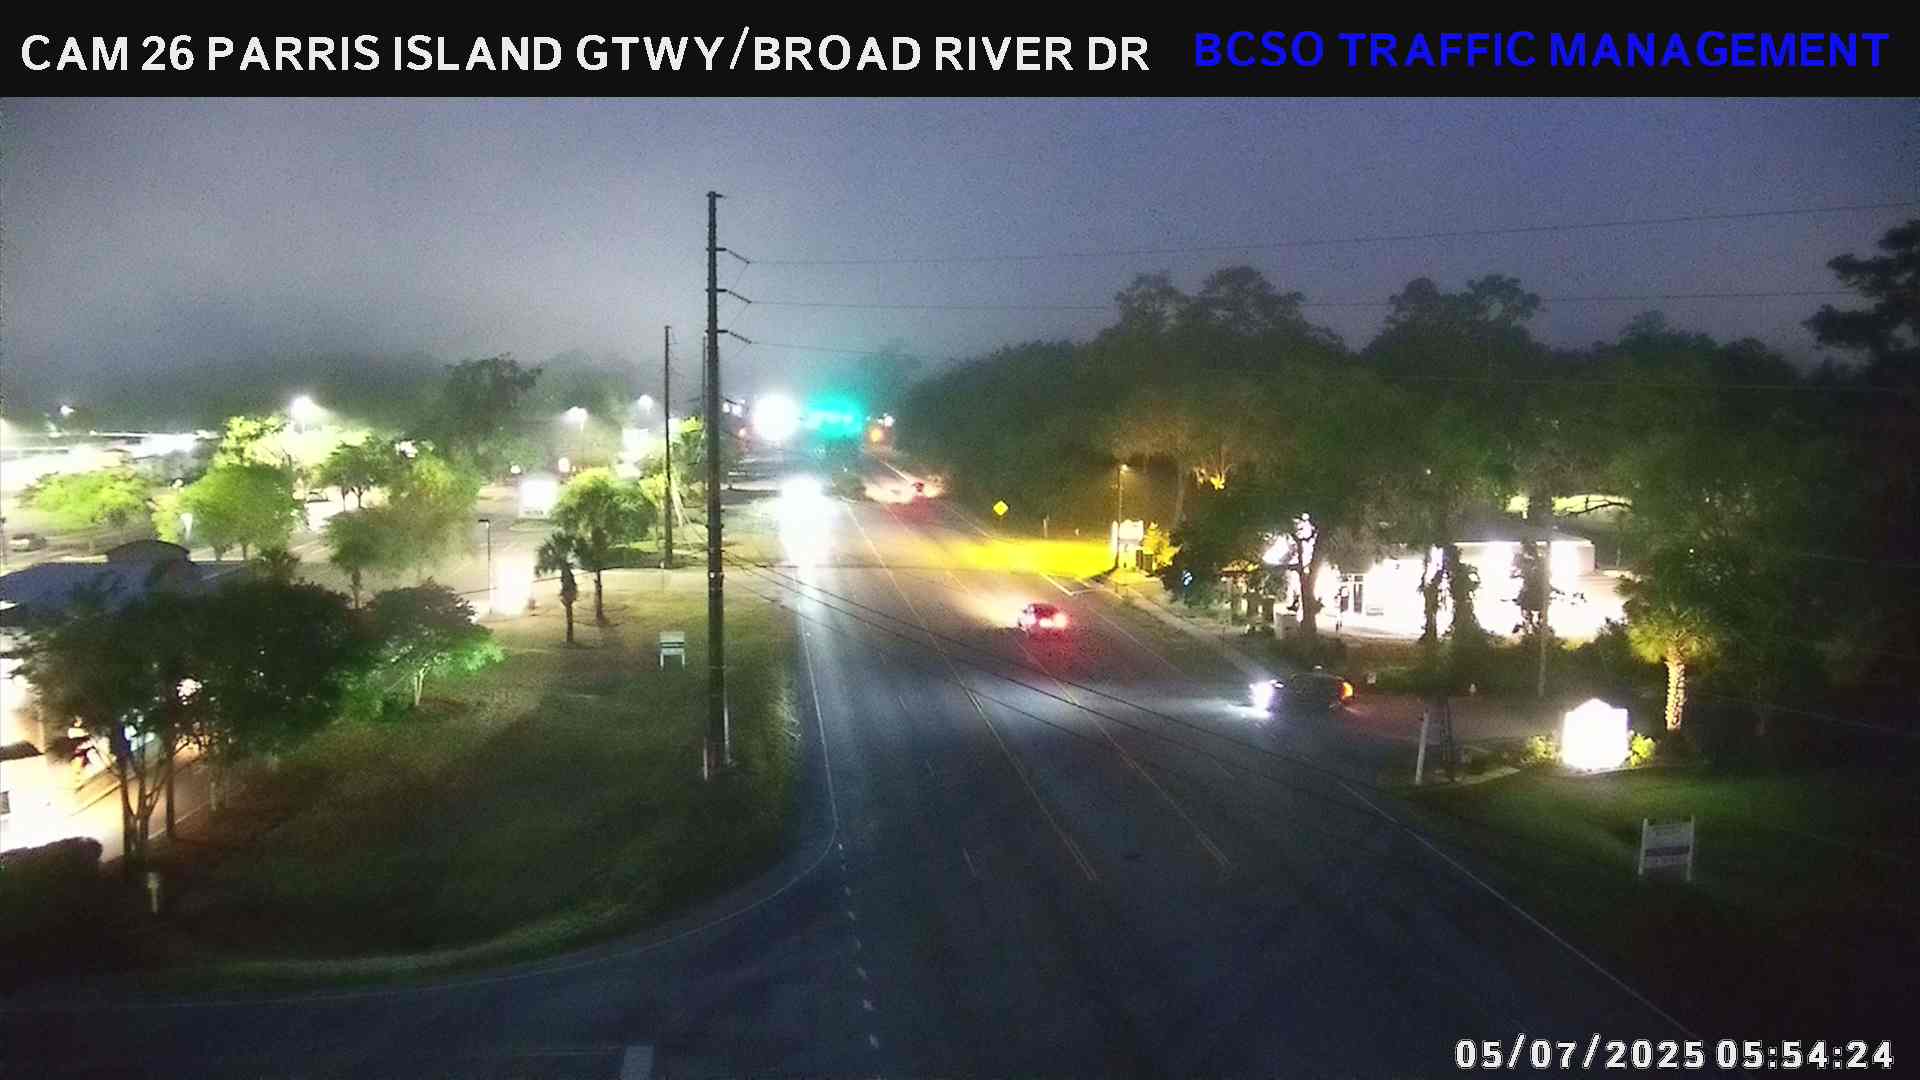 CAM 26 PARRIS ISLAND GTWY/BROAD RIVER DR
BCSO TRAFFIC MANAGEMENT
05/07/2025 05:54:24